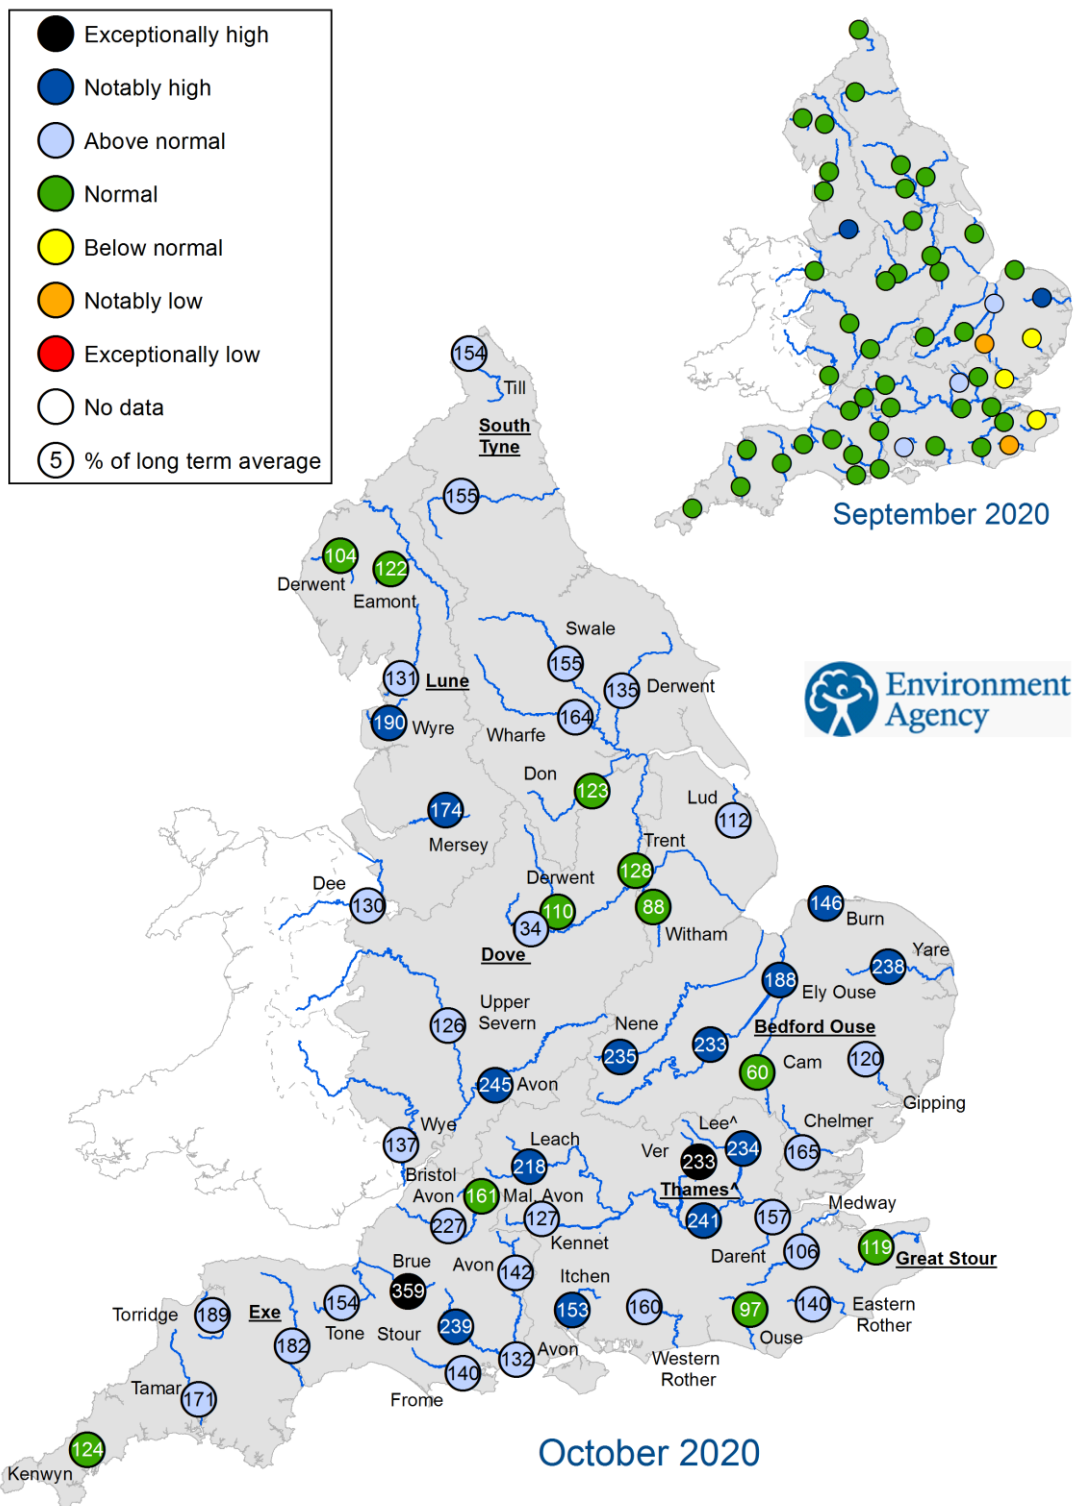 Exceptionally high
Notably high
Above normal
Normal
Below normal
Notably low
Exceptionally low
No data
5 % of long term average
September 2020
Environment
Agency
154
Till
South
Tyne
155
104
Derwent
122
Eamont
Swale
155
131
Lune
135
Derwent
190
Wyre
164
Wharfe
Don
123
174
Mersey
Lud
112
Trent
128
Dee
130
Derwent
110
34
Dove
88
Witham
146
Burn
Yare
238
188
Ely Ouse
Upper
Severn
126
Nene
235
Bedford Ouse
233
60
Cam
120
Gipping
245
Avon
Wye
137
Leach
218
Lee^
234
Ver
233
Chelmer
165
Thames^
241
Bristol
Avon
227
161
Mal. Avon
127
Kennet
157
Darent
Medway
106
119
Great Stour
Brue
359
Avon
142
Itchen
153
160
Western
Rother
97
Ouse
140
Eastern
Rother
Torridge
189
Exe
182
154
Tone
Stour
239
132
Avon
140
Frome
Tamar
171
124
Kenwyn
October 2020